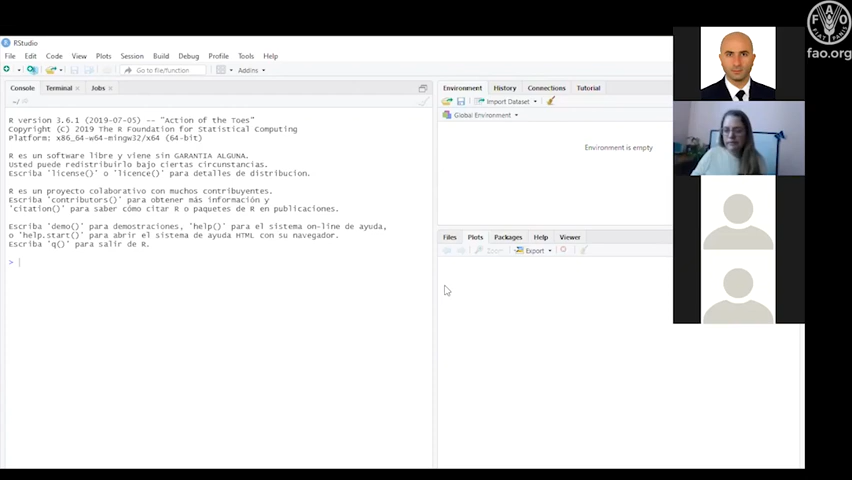 RStudio
File Edit Code View Plots Session Build Debug Profile Tools Help
Go to file/function
Addins
Console Terminal Jobs
~/
R version 3.6.1 (2019-07-05) -- "Action of the Toes"
Copyright (C) 2019 The R Foundation for Statistical Computing
Platform: x86_64-w64-mingw32/x64 (64-bit)
R es un software libre y viene sin GARANTIA ALGUNA.
Usted puede redistribuirlo bajo ciertas circunstancias.
Escriba 'license()' o 'licence()' para detalles de distribucion.
R es un proyecto colaborativo con muchos contribuyentes.
Escriba 'contributors()' para obtener más información y
'citation()' para saber cómo citar R o paquetes de R en publicaciones.
Escriba 'demo()' para demostraciones, 'help()' para el sistema on-line de ayuda,
o 'help.start()' para abrir el sistema de ayuda HTML con su navegador.
Escriba 'q()' para salir de R.
>
Environment History Connections Tutorial
Import Dataset
Global Environment
Environment is empty
Files Plots Packages Help Viewer
Zoom Export
FAO
FIAT PANIS
fao.org